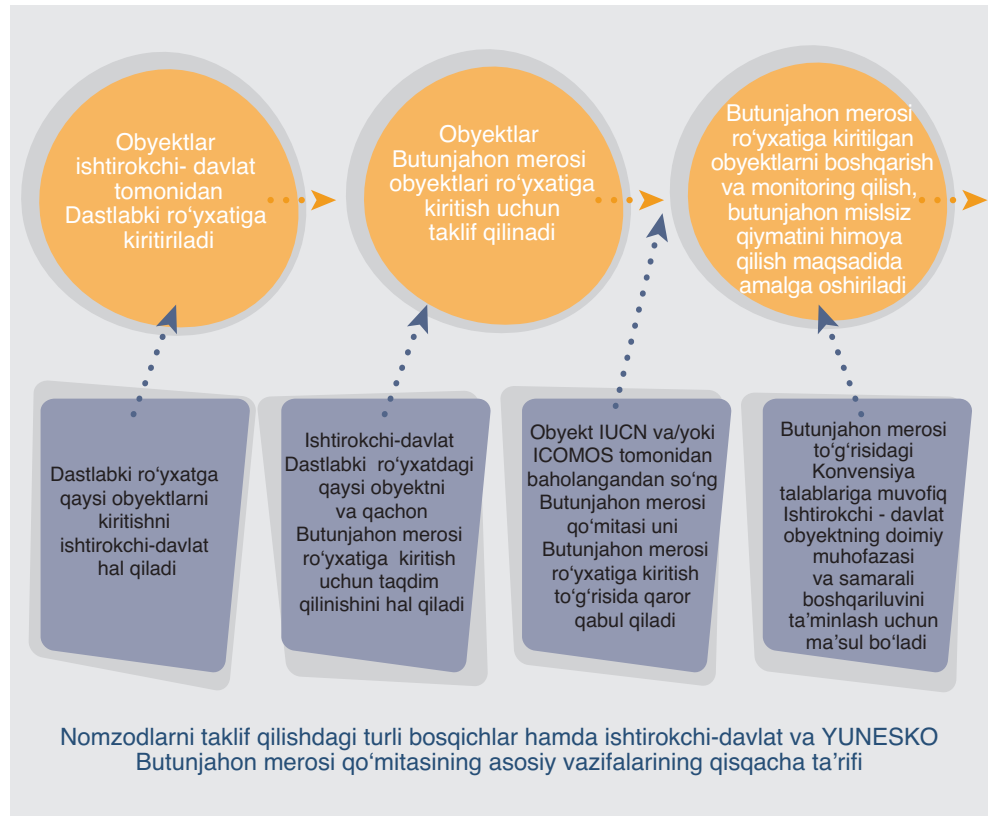 Obyektlar
ishtirokchi- davlat
tomonidan
Dastlabki ro‘yxatiga
kiritiriladi
Obyektlar
Butunjahon merosi
obyektlari ro‘yxatiga
kiritish uchun
taklif qilinadi
Butunjahon merosi
ro‘yxatiga kiritilgan
obyektlarni boshqarish
va monitoring qilish,
butunjahon mislsiz
qiymatini himoya
qilish maqsadida
amalga oshiriladi
Dastlabki ro‘yxatga
qaysi obyektlarni
kiritishni
ishtirokchi-davlat
hal qiladi
Ishtirokchi-davlat
Dastlabki ro‘yxatdagi
qaysi obyektni
va qachon
Butunjahon merosi
ro‘yxatiga kiritish
uchun taqdim
qilinishini hal qiladi
Obyekt IUCN va/yoki
ICOMOS tomonidan
baholangandan so‘ng
Butunjahon merosi
qo‘mitasi uni
Butunjahon merosi
ro‘yxatiga kiritish
to‘g‘risida qaror
qabul qiladi
Butunjahon merosi
to‘g‘risidagi
Konvensiya
talablariga muvofiq
Ishtirokchi - davlat
obyektning doimiy
muhofazasi
va samarali
boshqariluvini
ta’minlash uchun
ma’sul bo‘ladi
Nomzodlarni taklif qilishdagi turli bosqichlar hamda ishtirokchi-davlat va YUNESKO
Butunjahon merosi qo‘mitasining asosiy vazifalarining qisqacha ta’rifi